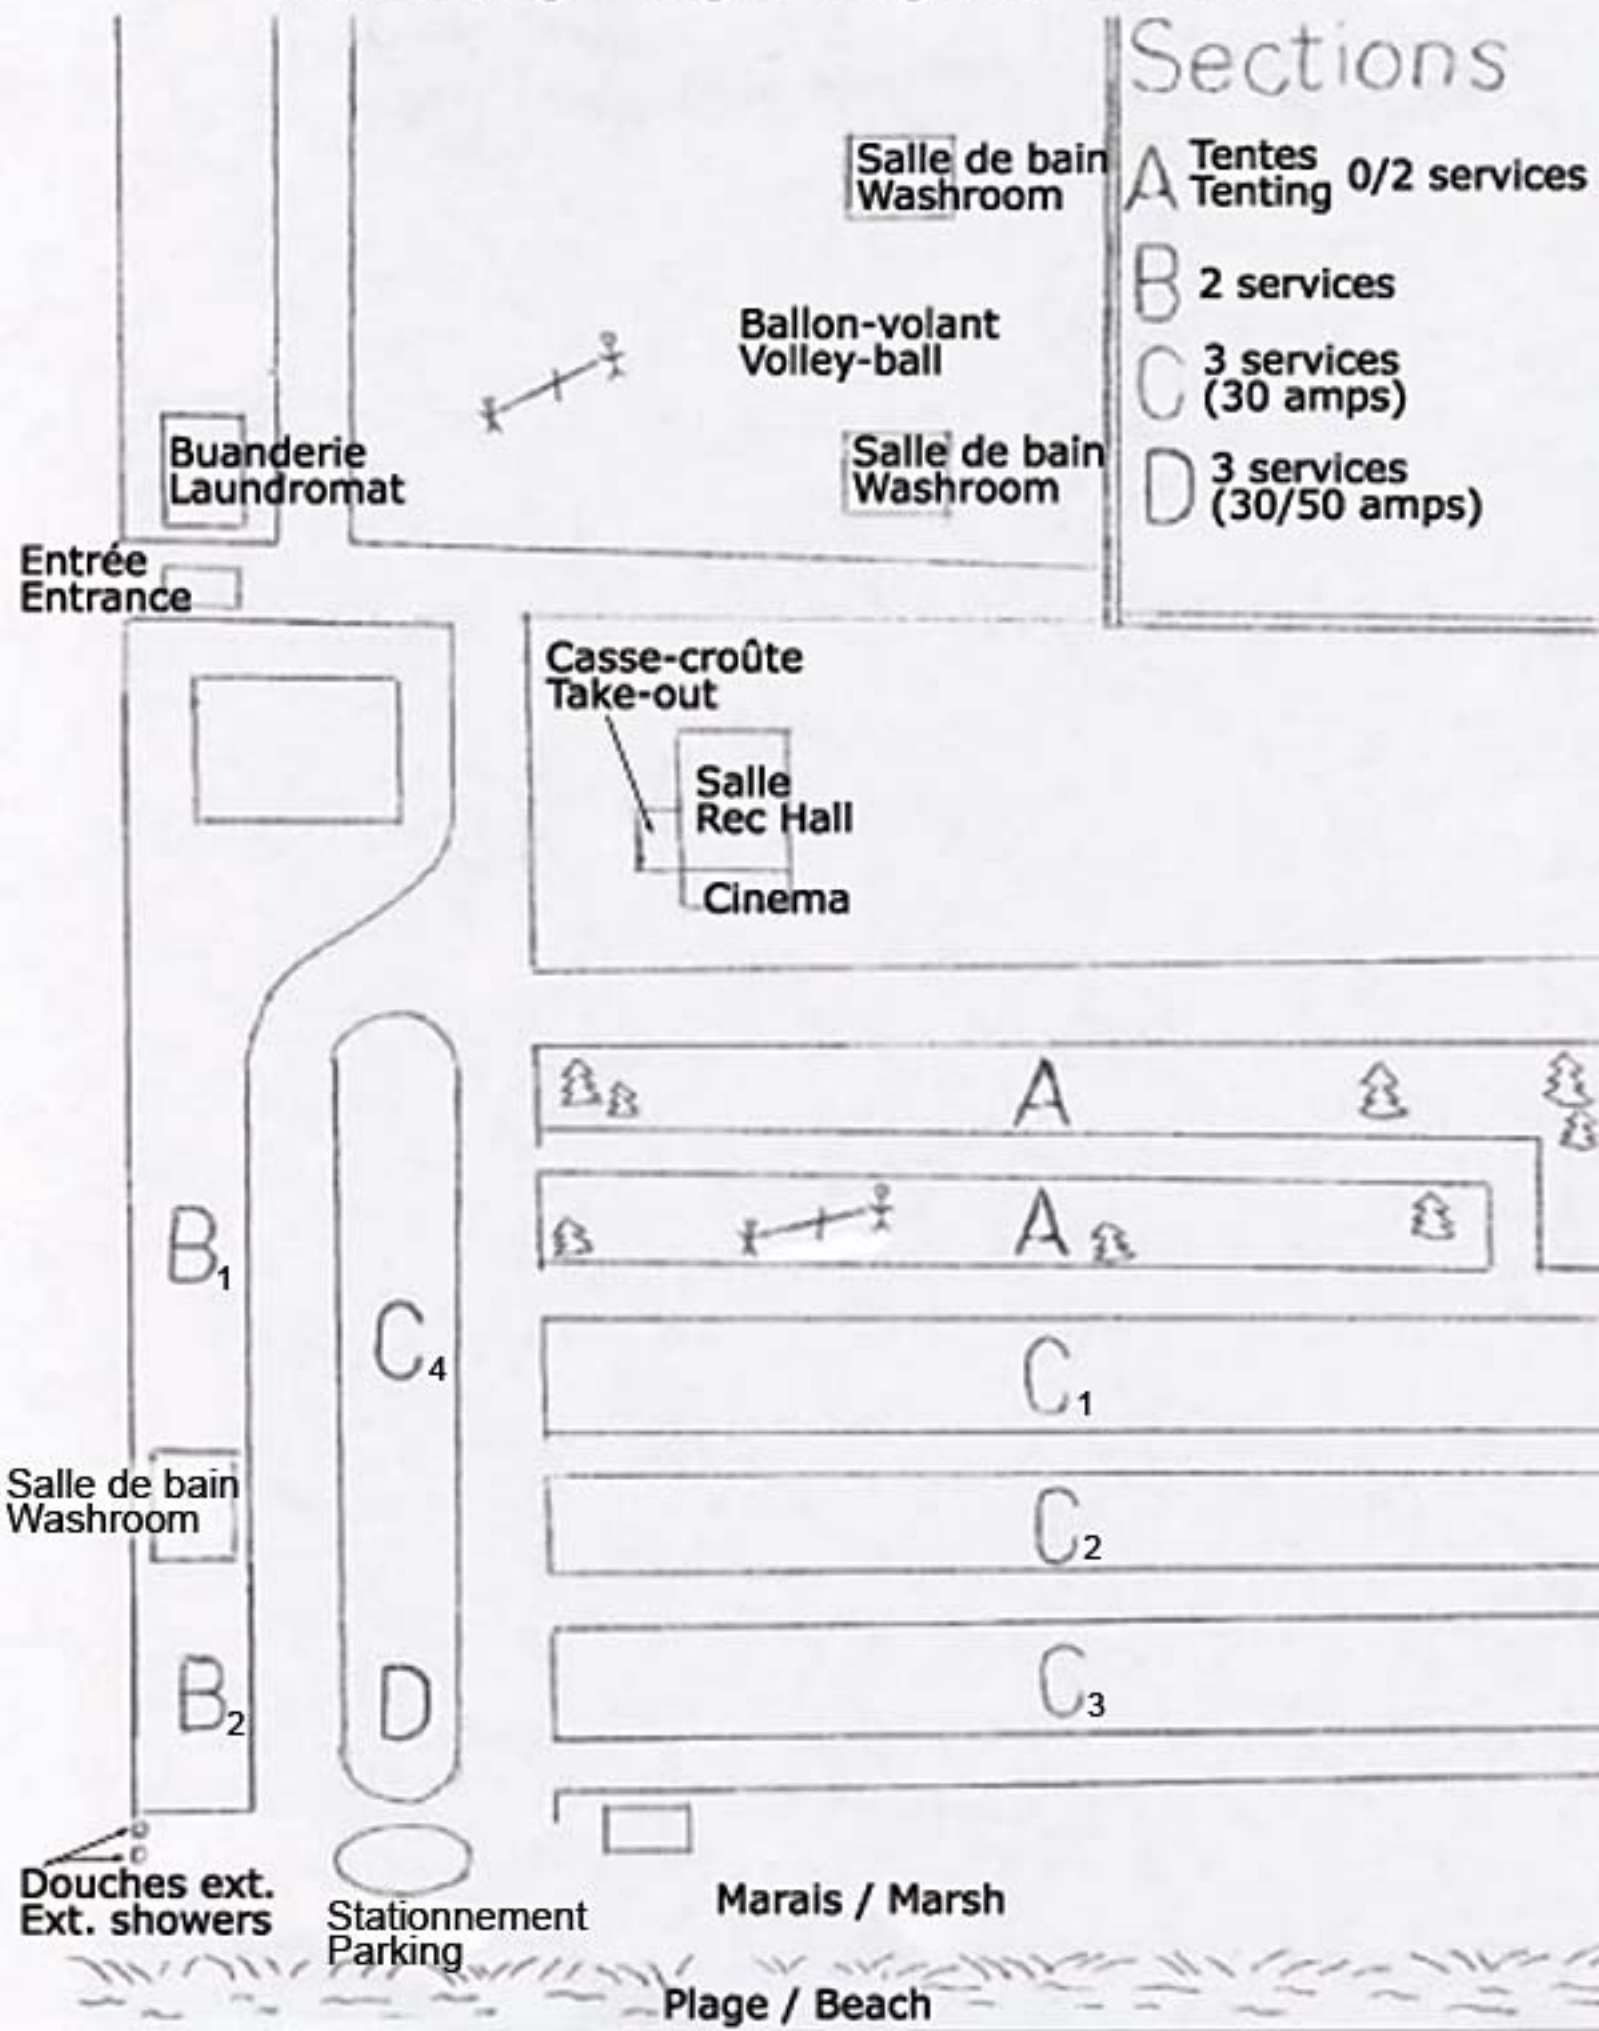 Sections
A Tentes
Tenting 0/2 services
B 2 services
C 3 services
(30 amps)
D 3 services
(30/50 amps)
Salle de bain
Washroom
Ballon-volant
Volley-ball
Salle de bain
Washroom
Buanderie
Laundromat
Entrée
Entrance
Casse-croûte
Take-out
Salle
Rec Hall
Cinema
A
A
B1
C4
C1
Salle de bain
Washroom
C2
B2
D
C3
Douches ext.
Ext. showers
Stationnement
Parking
Marais / Marsh
Plage / Beach